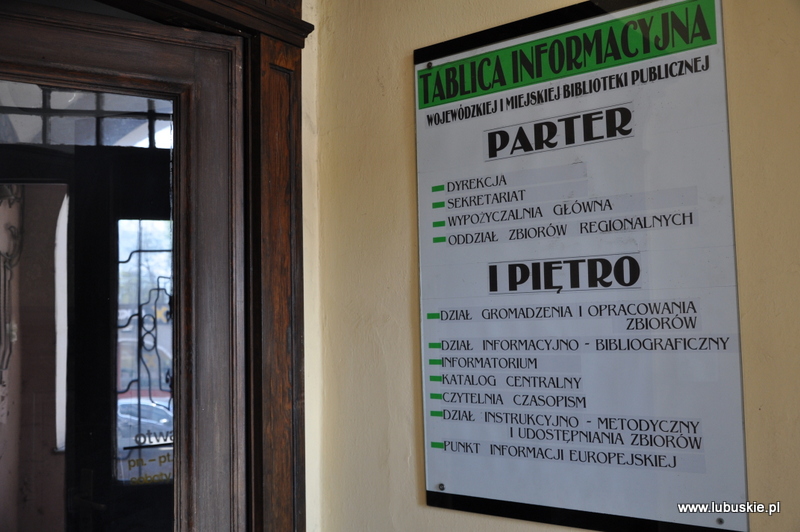 TABLICA INFORMACYJNA
WOJEWÓDZKIEJ I MIEJSKIEJ BIBLIOTEKI PUBLICZNEJ
PARTER
DYREKCJA
SEKRETARIAT
WYPOŻYCZALNIA GŁÓWNA
ODDZIAŁ ZBIORÓW REGIONALNYCH
I PIĘTRO
DZIAŁ GROMADZENIA I OPRACOWANIA
ZBIORÓW
DZIAŁ INFORMACYJNO - BIBLIOGRAFICZNY
INFORMATORIUM
KATALOG CENTRALNY
CZYTELNIA CZASOPISM
DZIAŁ INSTRUKCYJNO - METODYCZNY
I UDOSTĘPNIANIA ZBIORÓW
PUNKT INFORMACJI EUROPEJSKIEJ
pn. – pt.
www.lubuskie.pl